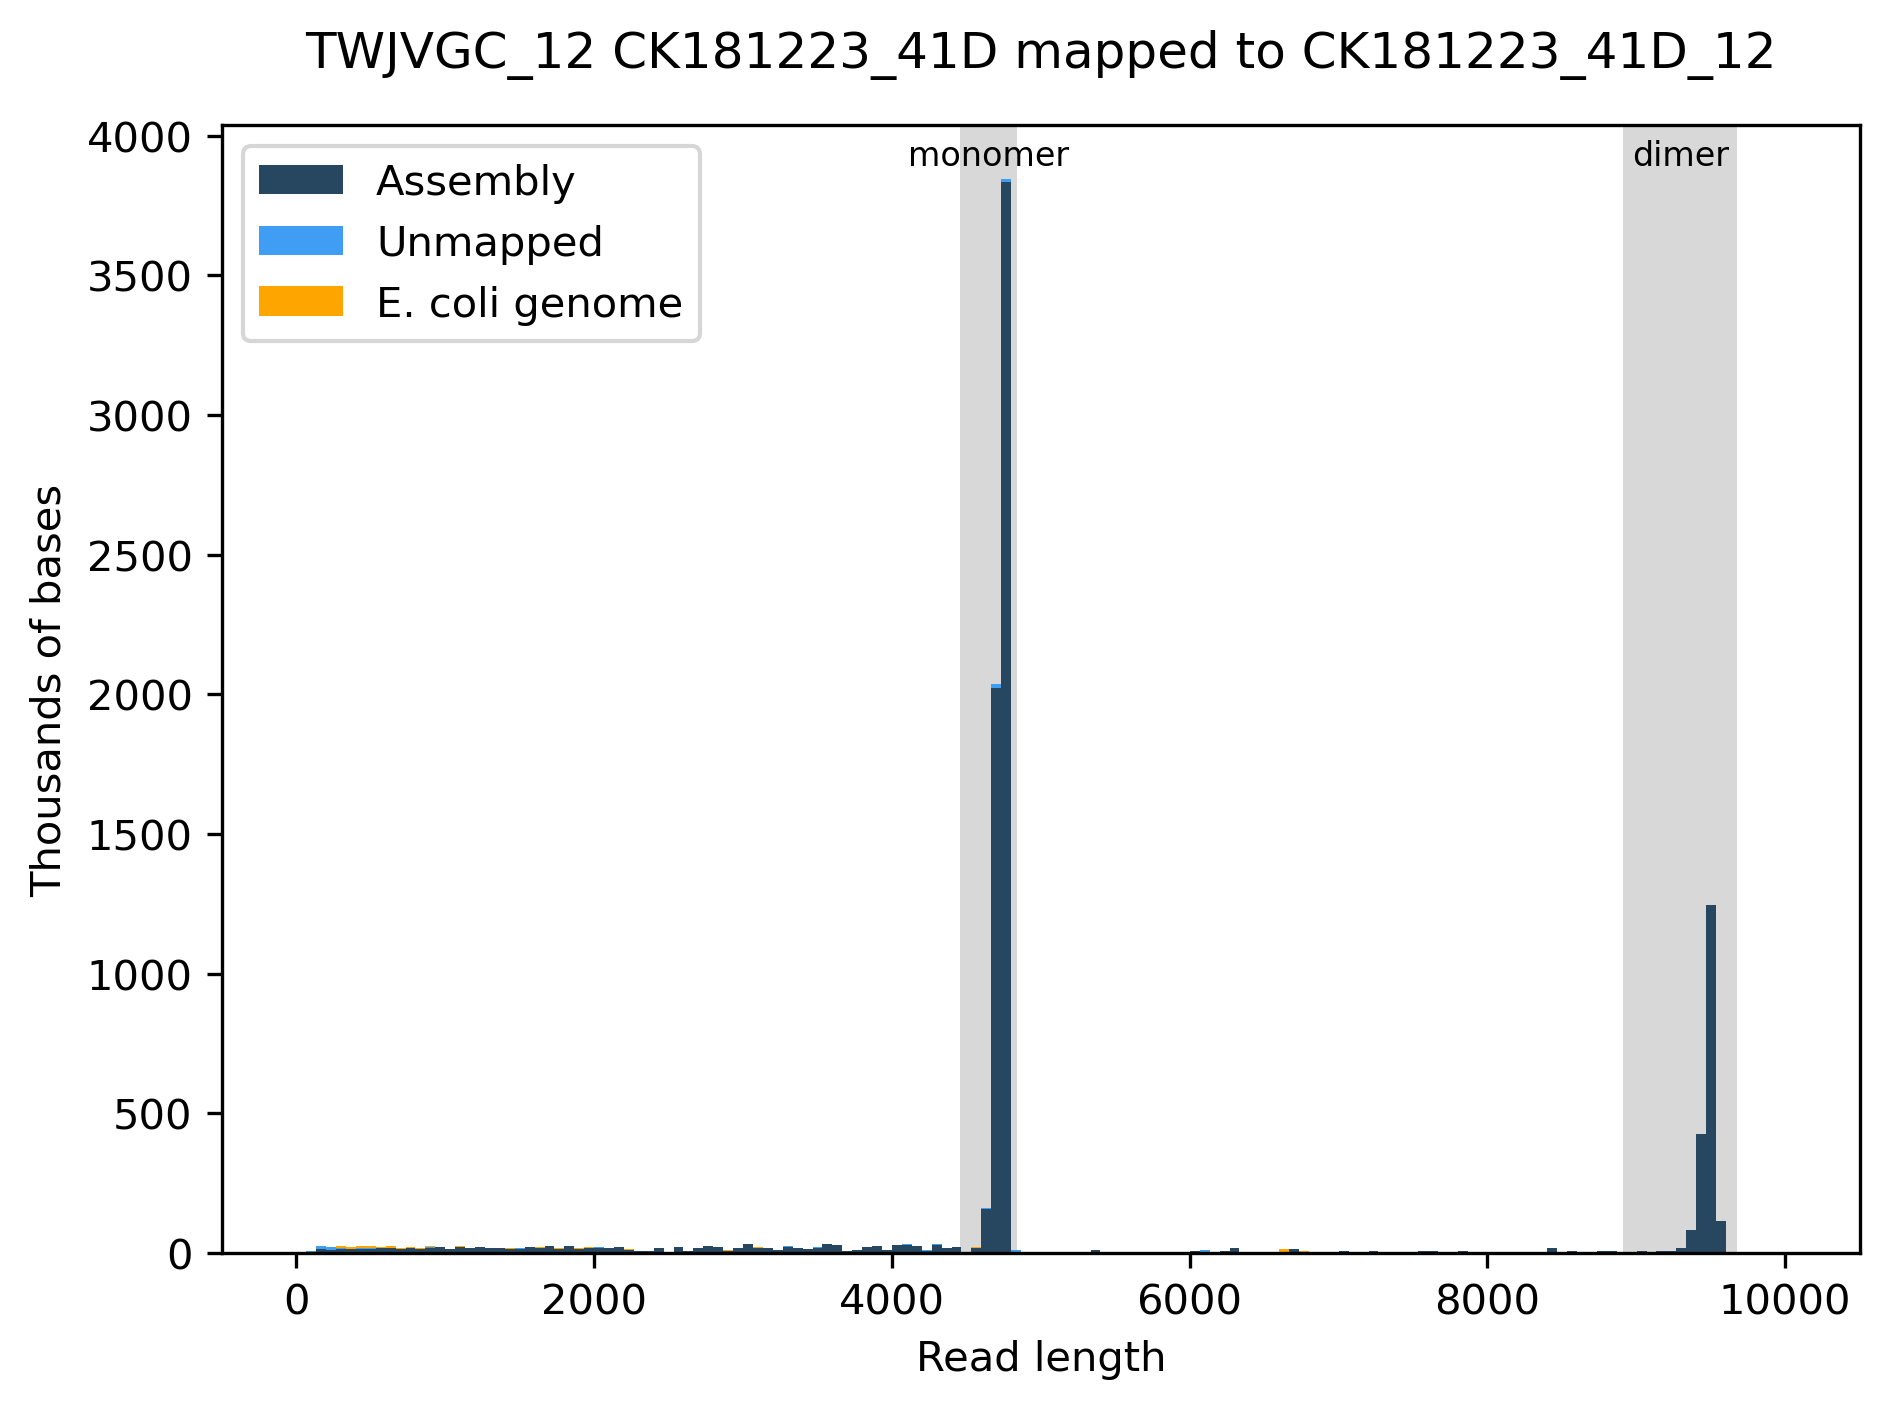 TWJVGC_12 CK181223_41D mapped to CK181223_41D_12
4000
3500
3000
2500
2000
1500
1000
500
0
Thousands of bases
Assembly
Unmapped
E. coli genome
monomer
dimer
0
2000
4000
6000
8000
10000
Read length